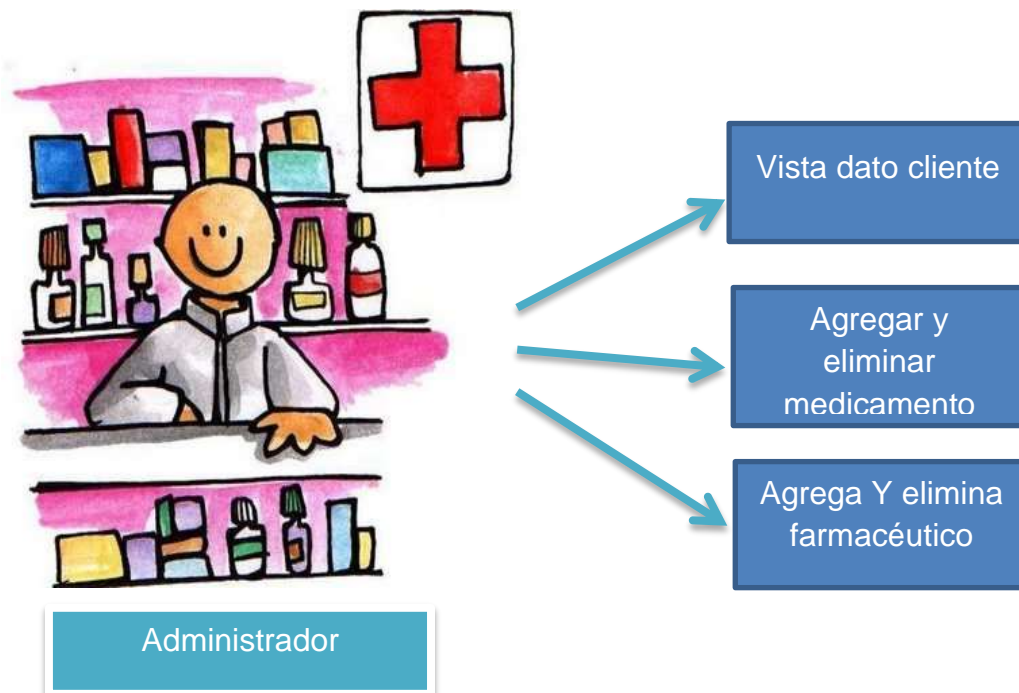 Vista dato cliente
Agregar y
eliminar
medicamento
Agrega Y elimina
farmacéutico
Administrador